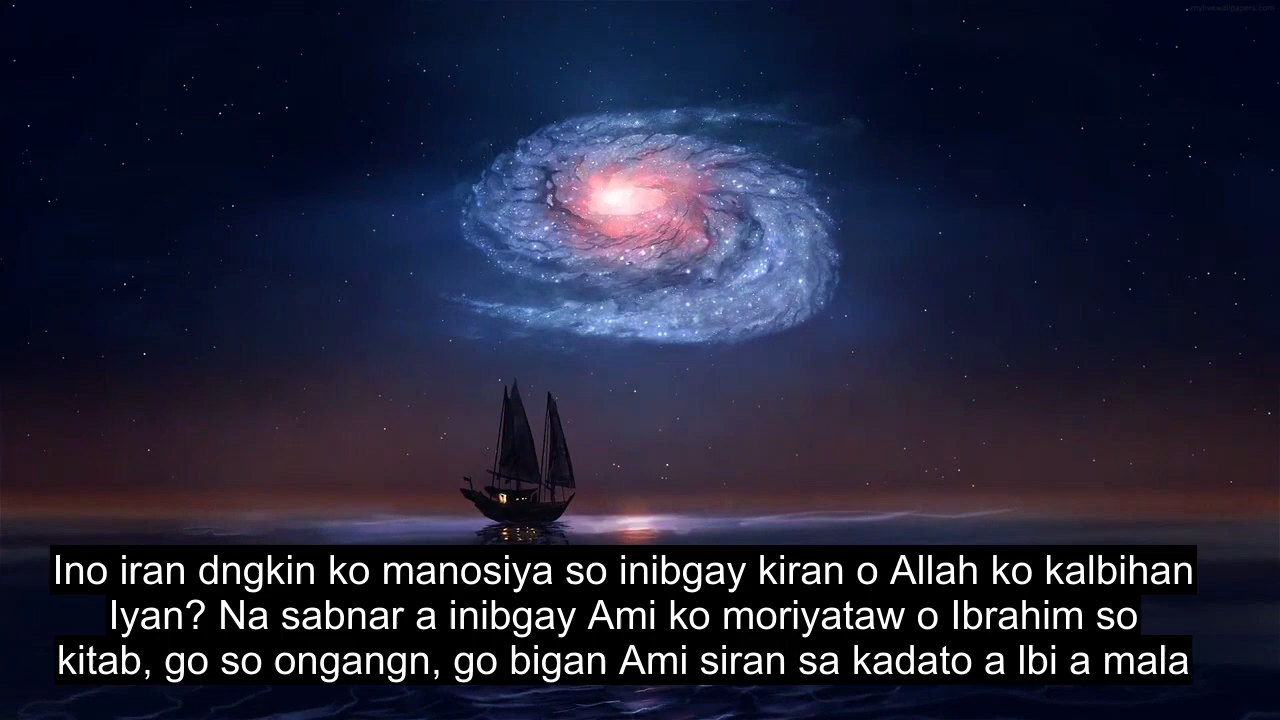 Ino iran dngkin ko manosiya so inibgay kiran o Allah ko kalbihan
Iyan? Na sabnar a inibgay Ami ko moriyataw o Ibrahim so
kitab, go so ongangn, go bigan Ami siran sa kadato a lbi a mala